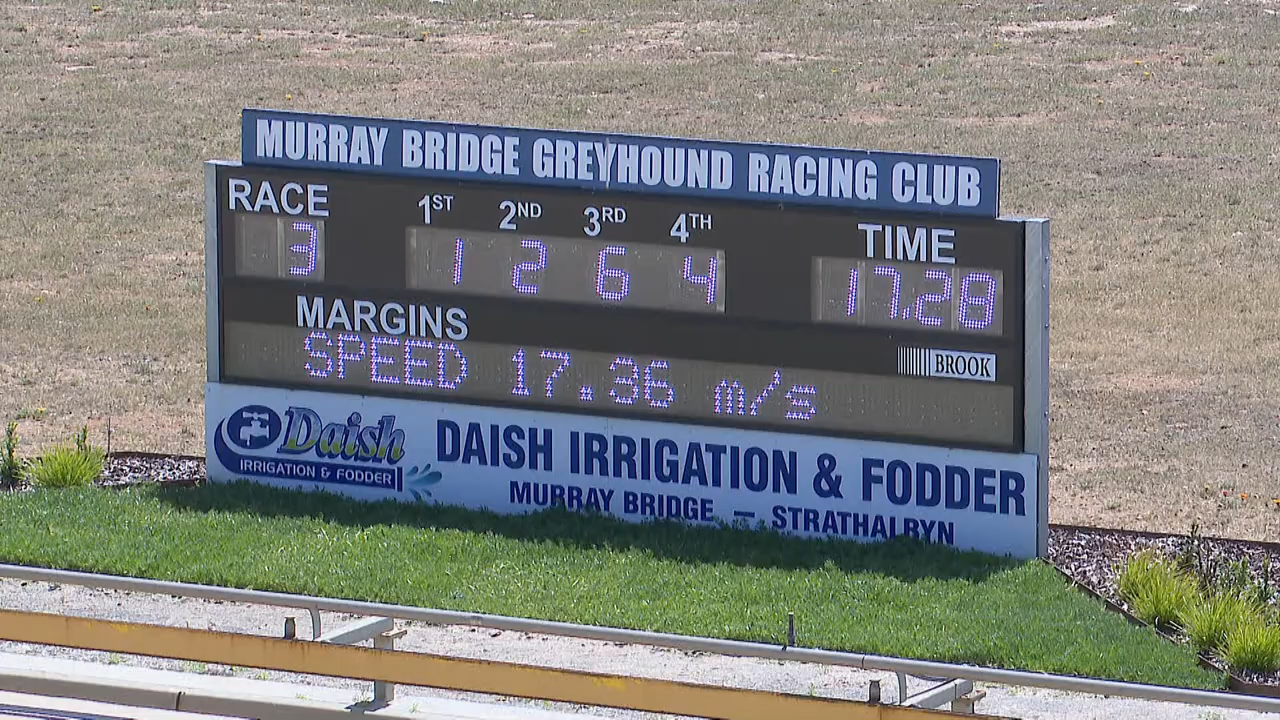 MURRAY BRIDGE GREYHOUND RACING CLUB
RACE 1ST 2ND 3RD 4TH TIME
3 1 2 6 4 17.28
MARGINS
BROOK
SPEED 17.36 m/s
Daish
IRRIGATION & FODDER
DAISH IRRIGATION & FODDER
MURRAY BRIDGE — STRATHALBYN